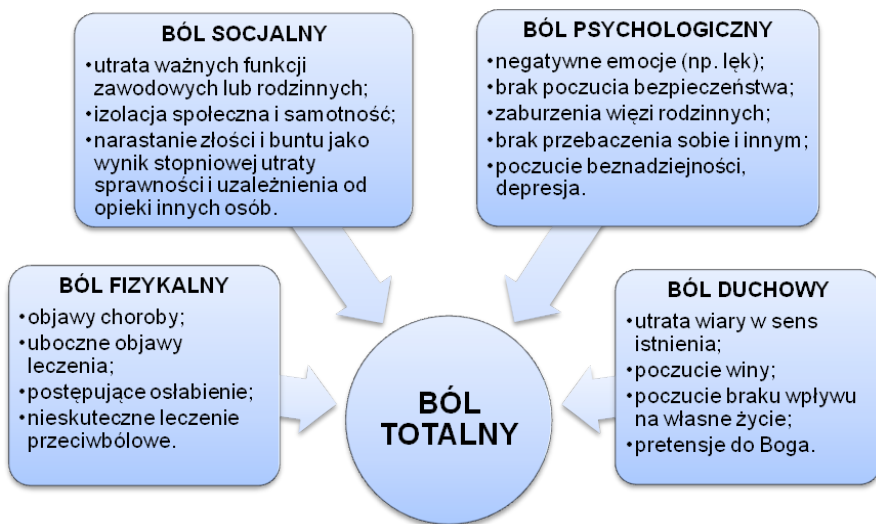 BÓL SOCJALNY
•utrata ważnych funkcji
zawodowych lub rodzinnych;
•izolacja społeczna i samotność;
•narastanie złości i buntu jako
wynik stopniowej utraty
sprawności i uzależnienia od
opieki innych osób.
BÓL PSYCHOLOGICZNY
•negatywne emocje (np. lęk);
•brak poczucia bezpieczeństwa;
•zaburzenia więzi rodzinnych;
•brak przebaczenia sobie i innym;
•poczucie beznadziejności,
depresja.
BÓL FIZYKALNY
•objawy choroby;
•uboczne objawy
leczenia;
•postępujące osłabienie;
•nieskuteczne leczenie
przeciwbólowe.
BÓL
TOTALNY
BÓL DUCHOWY
•utrata wiary w sens
istnienia;
•poczucie winy;
•poczucie braku wpływu
na własne życie;
•pretensje do Boga.